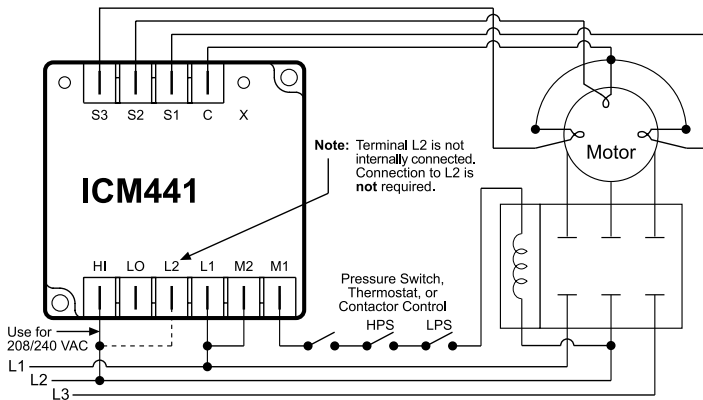 S3 S2 S1 C X
Note: Terminal L2 is not
internally connected.
Connection to L2 is
not required.
Motor
ICM441
HI LO L2 L1 M2 M1
Pressure Switch,
Thermostat, or
Contactor Control
HPS LPS
Use for
208/240 VAC
L1
L2
L3